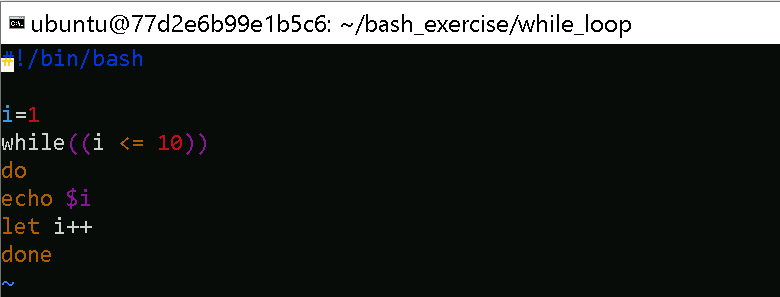 ubuntu@77d2e6b99e1b5c6: ~/bash_exercise/while_loop
#!/bin/bash
i=1
while((i <= 10))
do
echo $i
let i++
done
~